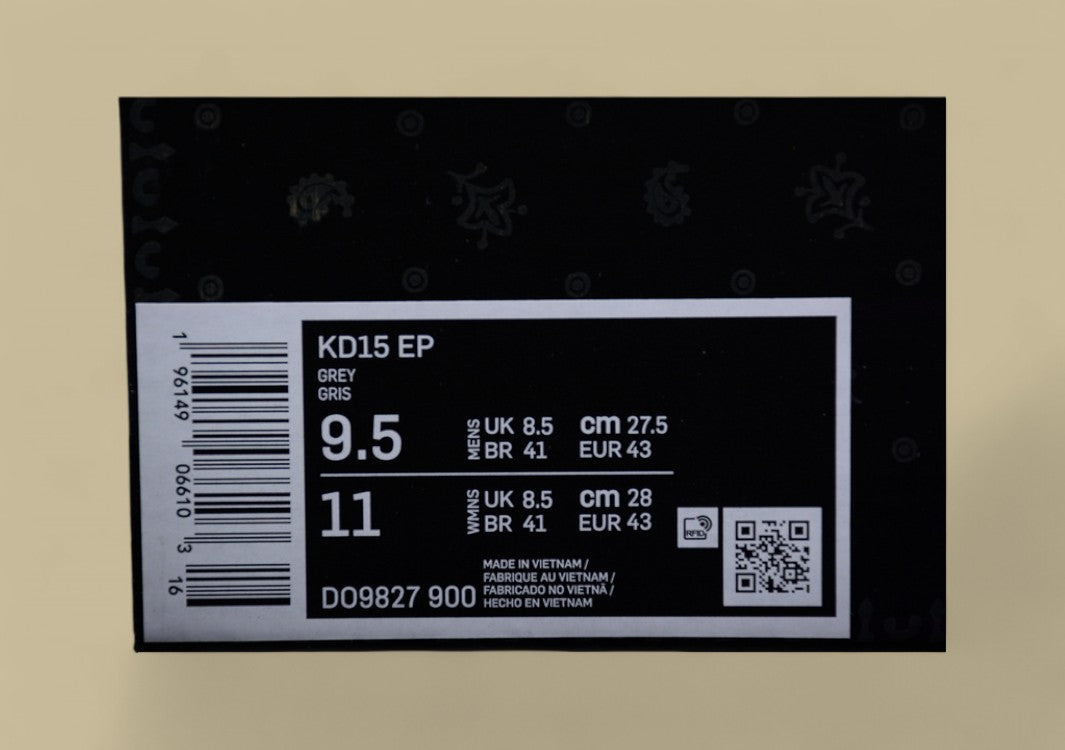 KD15 EP
GREY
GRIS
9.5 MENS UK 8.5 cm 27.5
BR 41 EUR 43
11 WMNS UK 8.5 cm 28
BR 41 EUR 43
RFID
DO9827 900
MADE IN VIETNAM /
FABRIQUE AU VIETNAM /
FABRICADO NO VIETNÃ /
HECHO EN VIETNAM
1 96149 06610 3 16